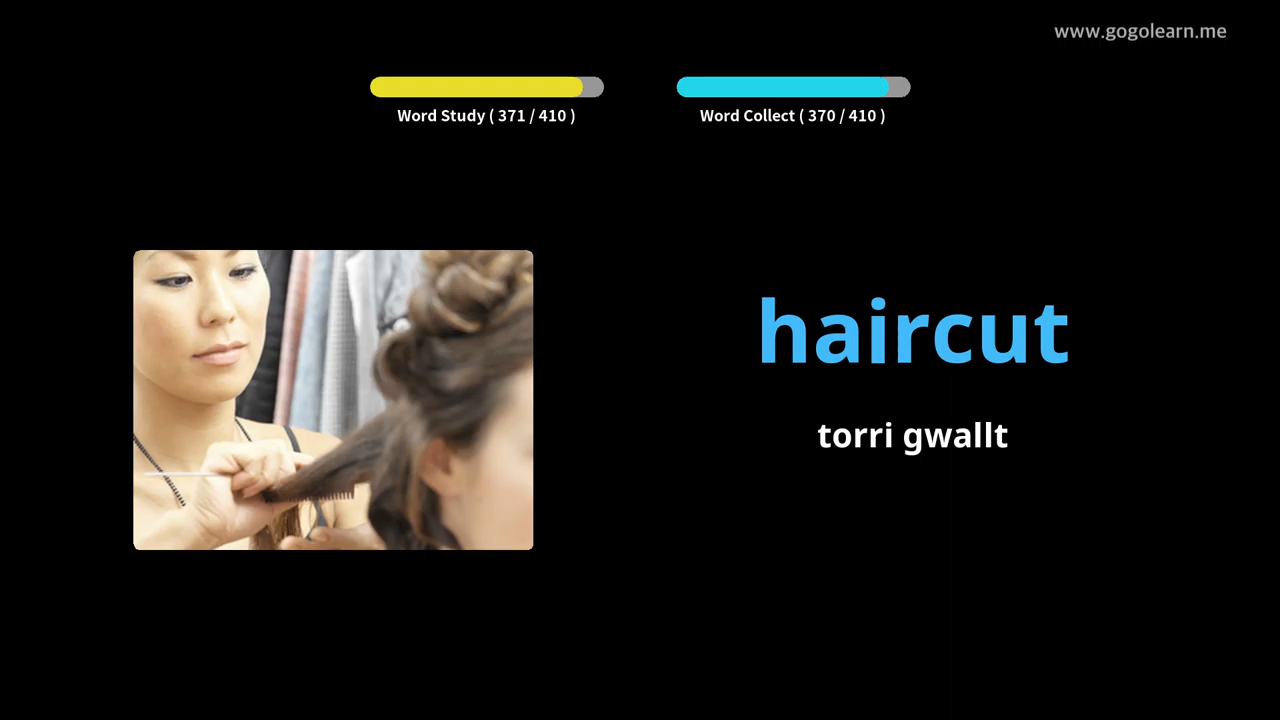 www.gogolearn.me
Word Study ( 371 / 410 )
Word Collect ( 370 / 410 )
haircut
torri gwallt